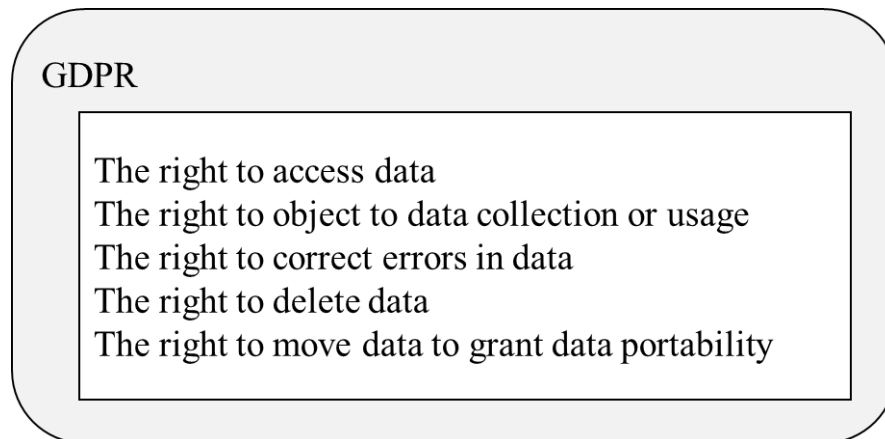 GDPR
The right to access data
The right to object to data collection or usage
The right to correct errors in data
The right to delete data
The right to move data to grant data portability